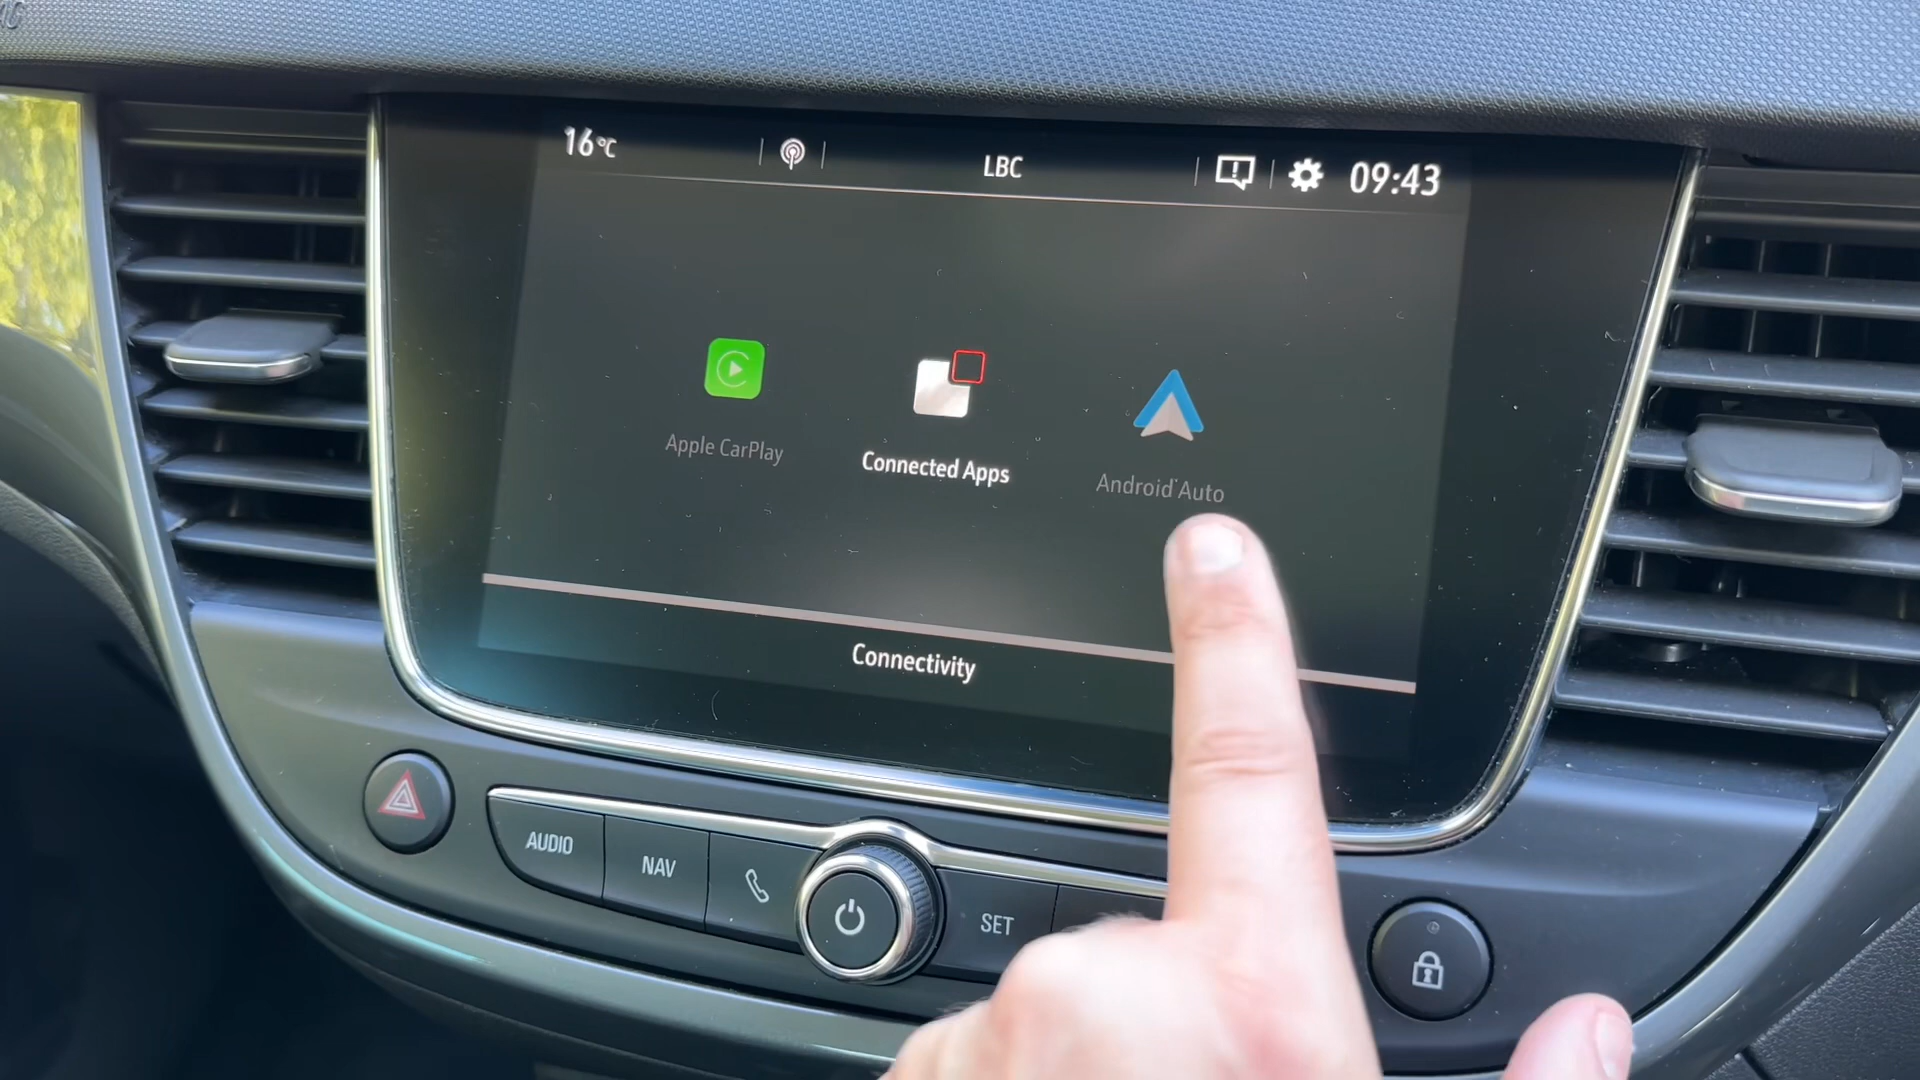 16°C
LBC
09:43
Apple CarPlay
Connected Apps
Android Auto
Connectivity
AUDIO
NAV
SET